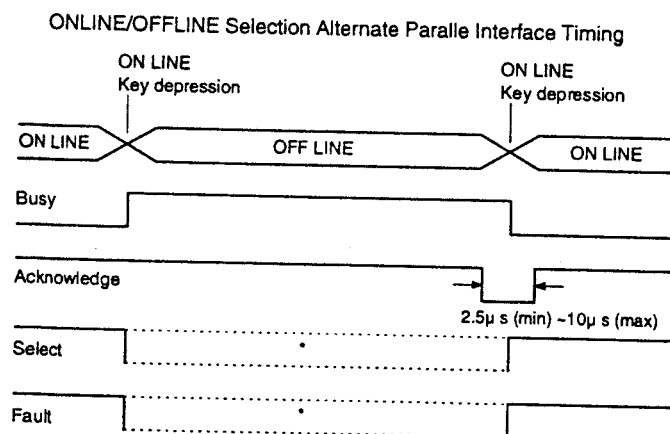 ONLINE/OFFLINE Selection Alternate Paralle Interface Timing
ON LINE
Key depression
ON LINE
Key depression
ON LINE
OFF LINE
ON LINE
Busy
Acknowledge
2.5μ s (min) ~10μ s (max)
Select
*
Fault
*